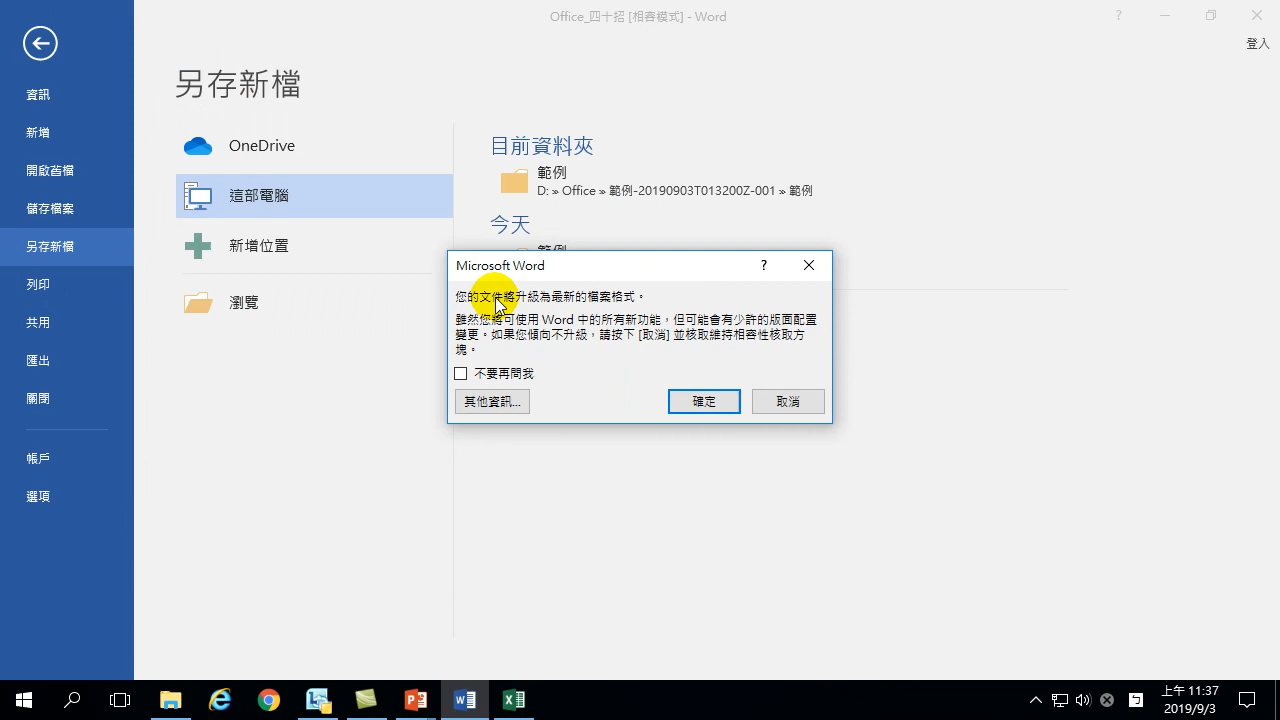 Office_四十招 [相容模式] - Word
登入
資訊
新增
開啟舊檔
儲存檔案
另存新檔
列印
共用
匯出
關閉
帳戶
選項
另存新檔
OneDrive
這部電腦
新增位置
瀏覽
目前資料夾
範例
D: » Office » 範例-20190903T013200Z-001 » 範例
今天
範例
Microsoft Word
您的文件將升級為最新的檔案格式。
雖然您將可使用 Word 中的所有新功能，但可能會有少許的版面配置
變更。如果您傾向不升級，請按下 [取消] 並核取維持相容性核取方
塊。
不要再問我
其他資訊...
確定
取消
上午 11:37
2019/9/3